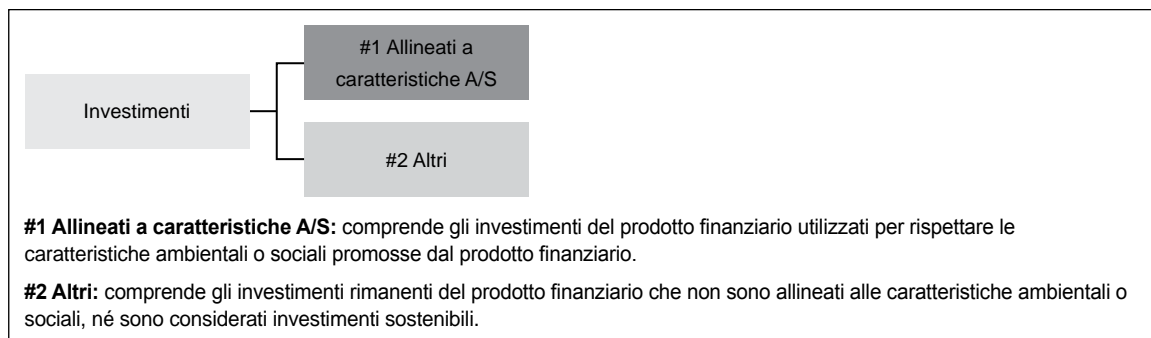 #1 Allineati a
caratteristiche A/S
Investimenti
#2 Altri
#1 Allineati a caratteristiche A/S: comprende gli investimenti del prodotto finanziario utilizzati per rispettare le
caratteristiche ambientali o sociali promosse dal prodotto finanziario.
#2 Altri: comprende gli investimenti rimanenti del prodotto finanziario che non sono allineati alle caratteristiche ambientali o
sociali, né sono considerati investimenti sostenibili.